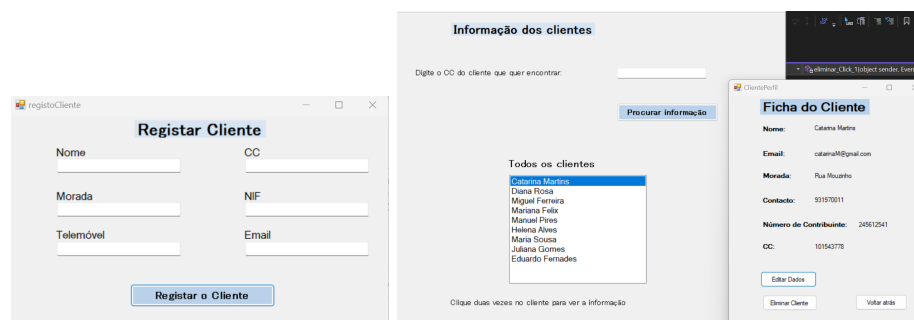 registoCliente
Registar Cliente
Nome CC
Morada NIF
Telemóvel Email
Registar o Cliente
Informação dos clientes
Digite o CC do cliente que quer encontrar:
Procurar informação
Todos os clientes
Catarina Martins
Diana Rosa
Miguel Ferreira
Mariana Felix
Manuel Pires
Helena Alves
Maria Sousa
Juliana Gomes
Eduardo Fernades
Clique duas vezes no cliente para ver a informação
eliminar_Click_1(object sender, Even
ClientePerfil
Ficha do Cliente
Nome: Catarina Martins
Email: catarinaM@gmail.com
Morada: Rua Mouzinho
Contacto: 931970011
Número de Contribuinte: 245612541
CC: 101543778
Editar Dados
Eliminar Cliente Voltar atrás